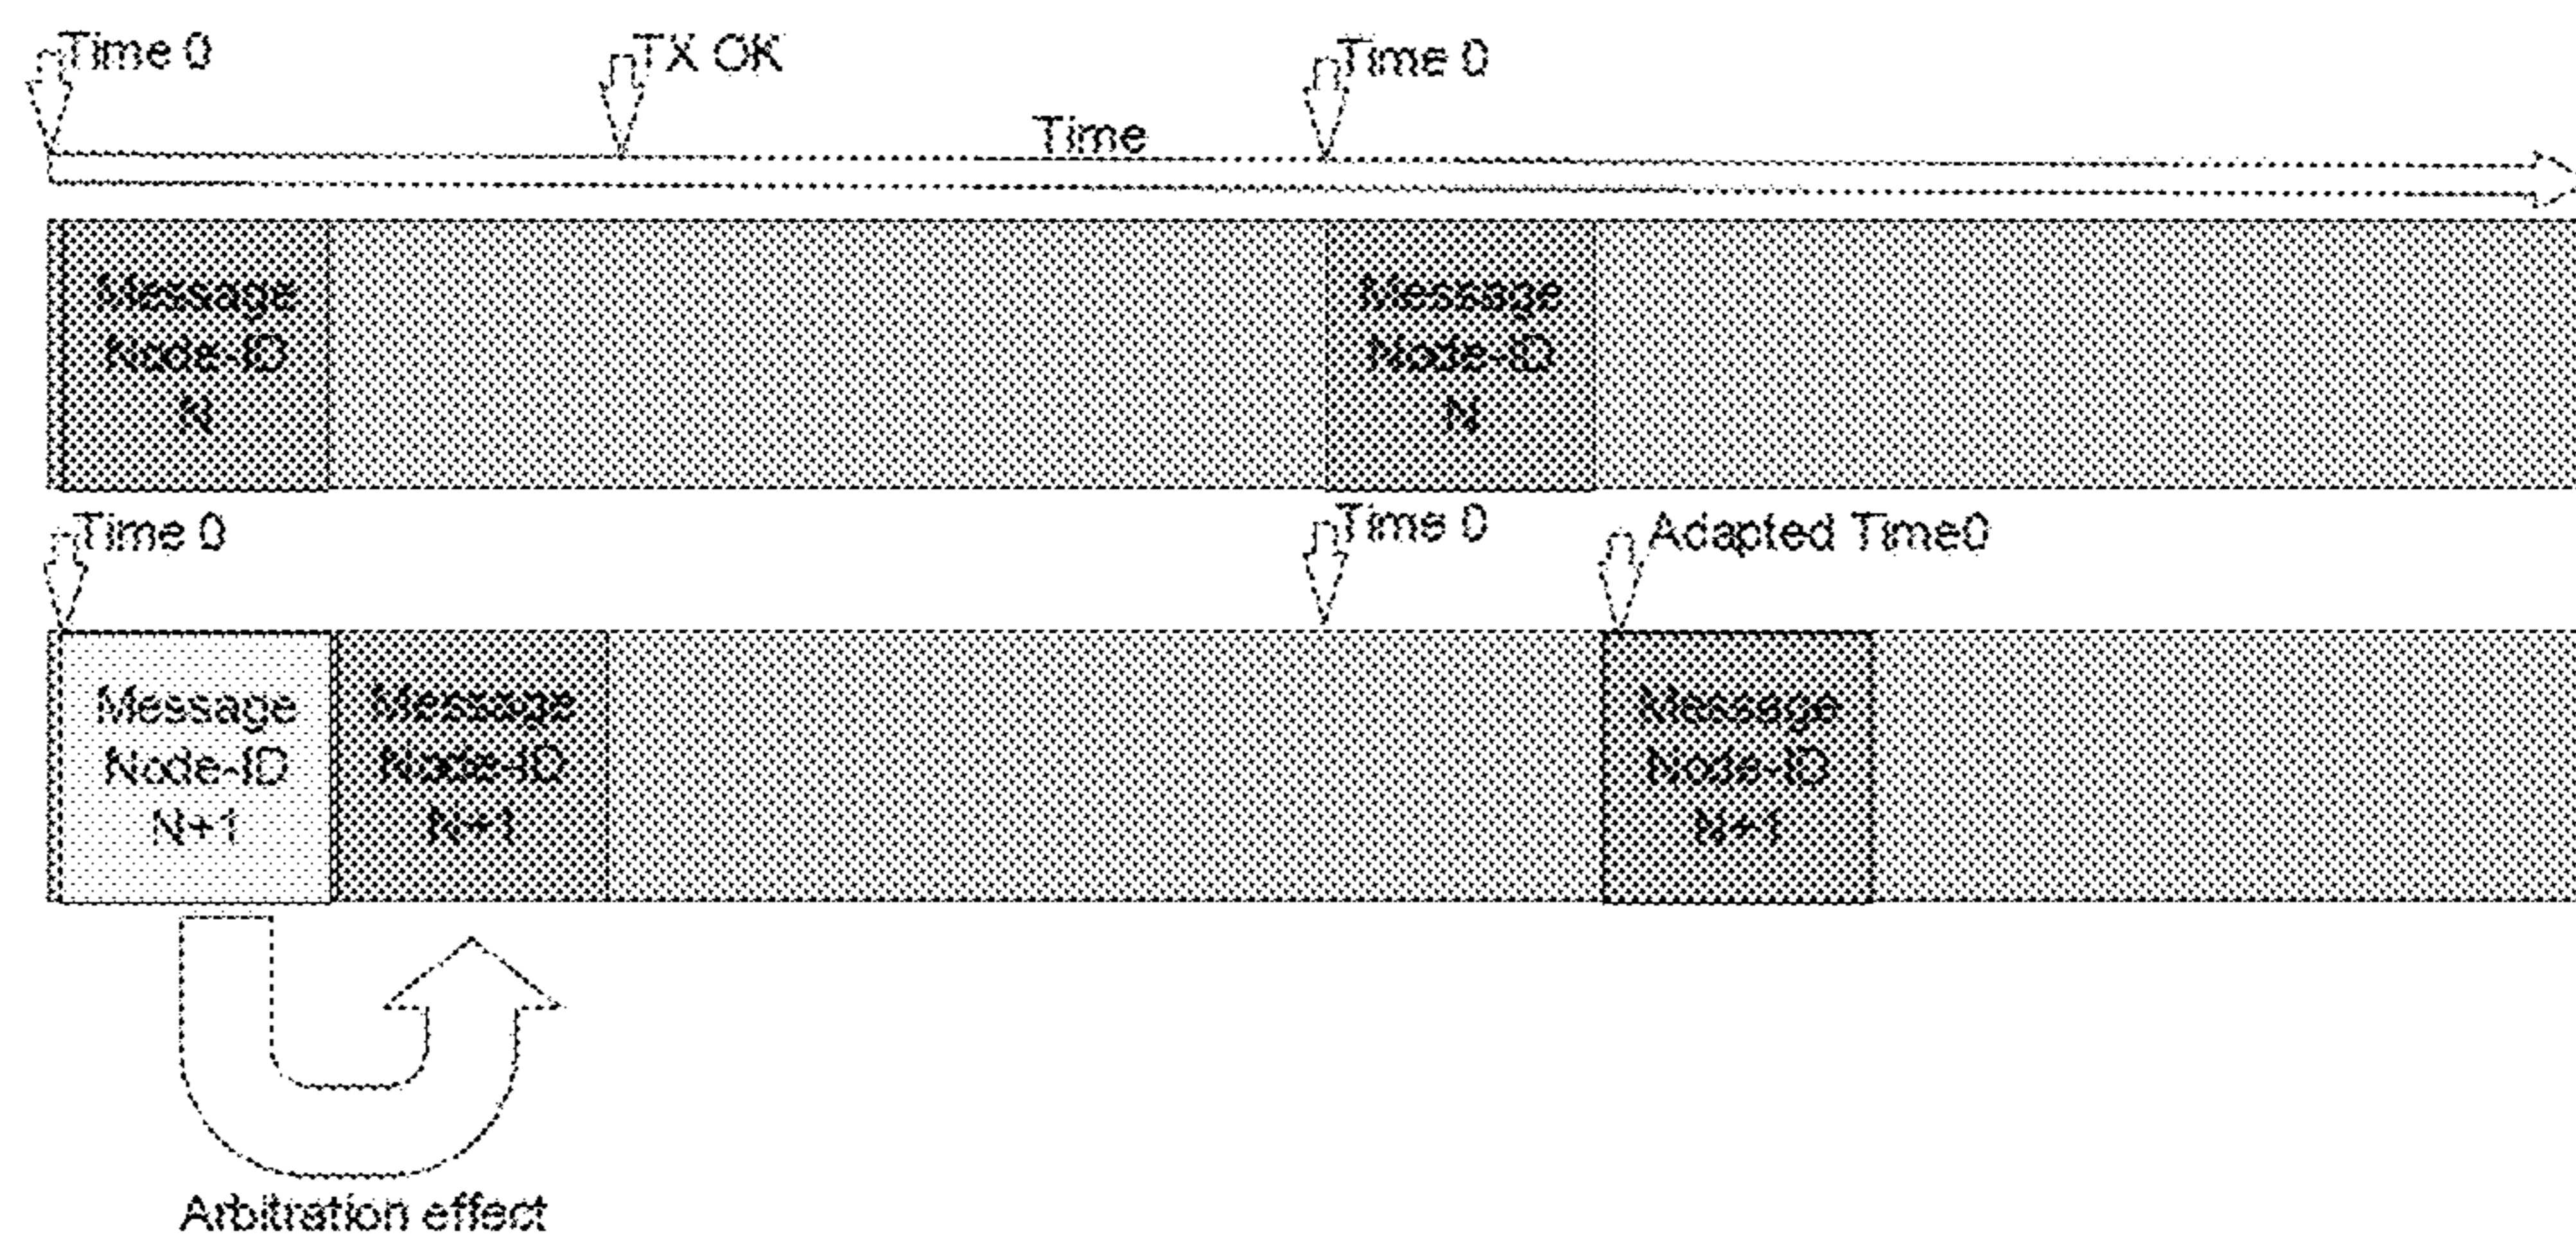 Time 0
TX OK
Time 0
Time
Message
Node-ID
N
Message
Node-ID
N
Time 0
Time 0
Adapted Time0
Message
Node-ID
N+1
Message
Node-ID
N+1
Message
Node-ID
N+1
Arbitration effect